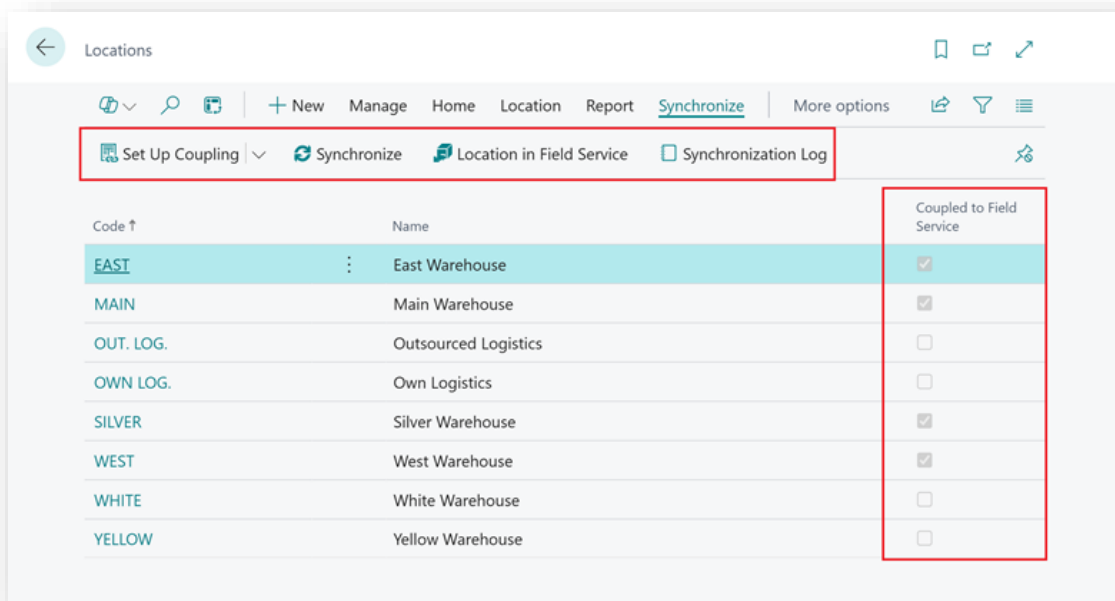 Locations
New Manage Home Location Report Synchronize More options
Set Up Coupling Synchronize Location in Field Service Synchronization Log
Coupled to Field
Service
Code ↑ Name
EAST East Warehouse
MAIN Main Warehouse
OUT. LOG. Outsourced Logistics
OWN LOG. Own Logistics
SILVER Silver Warehouse
WEST West Warehouse
WHITE White Warehouse
YELLOW Yellow Warehouse